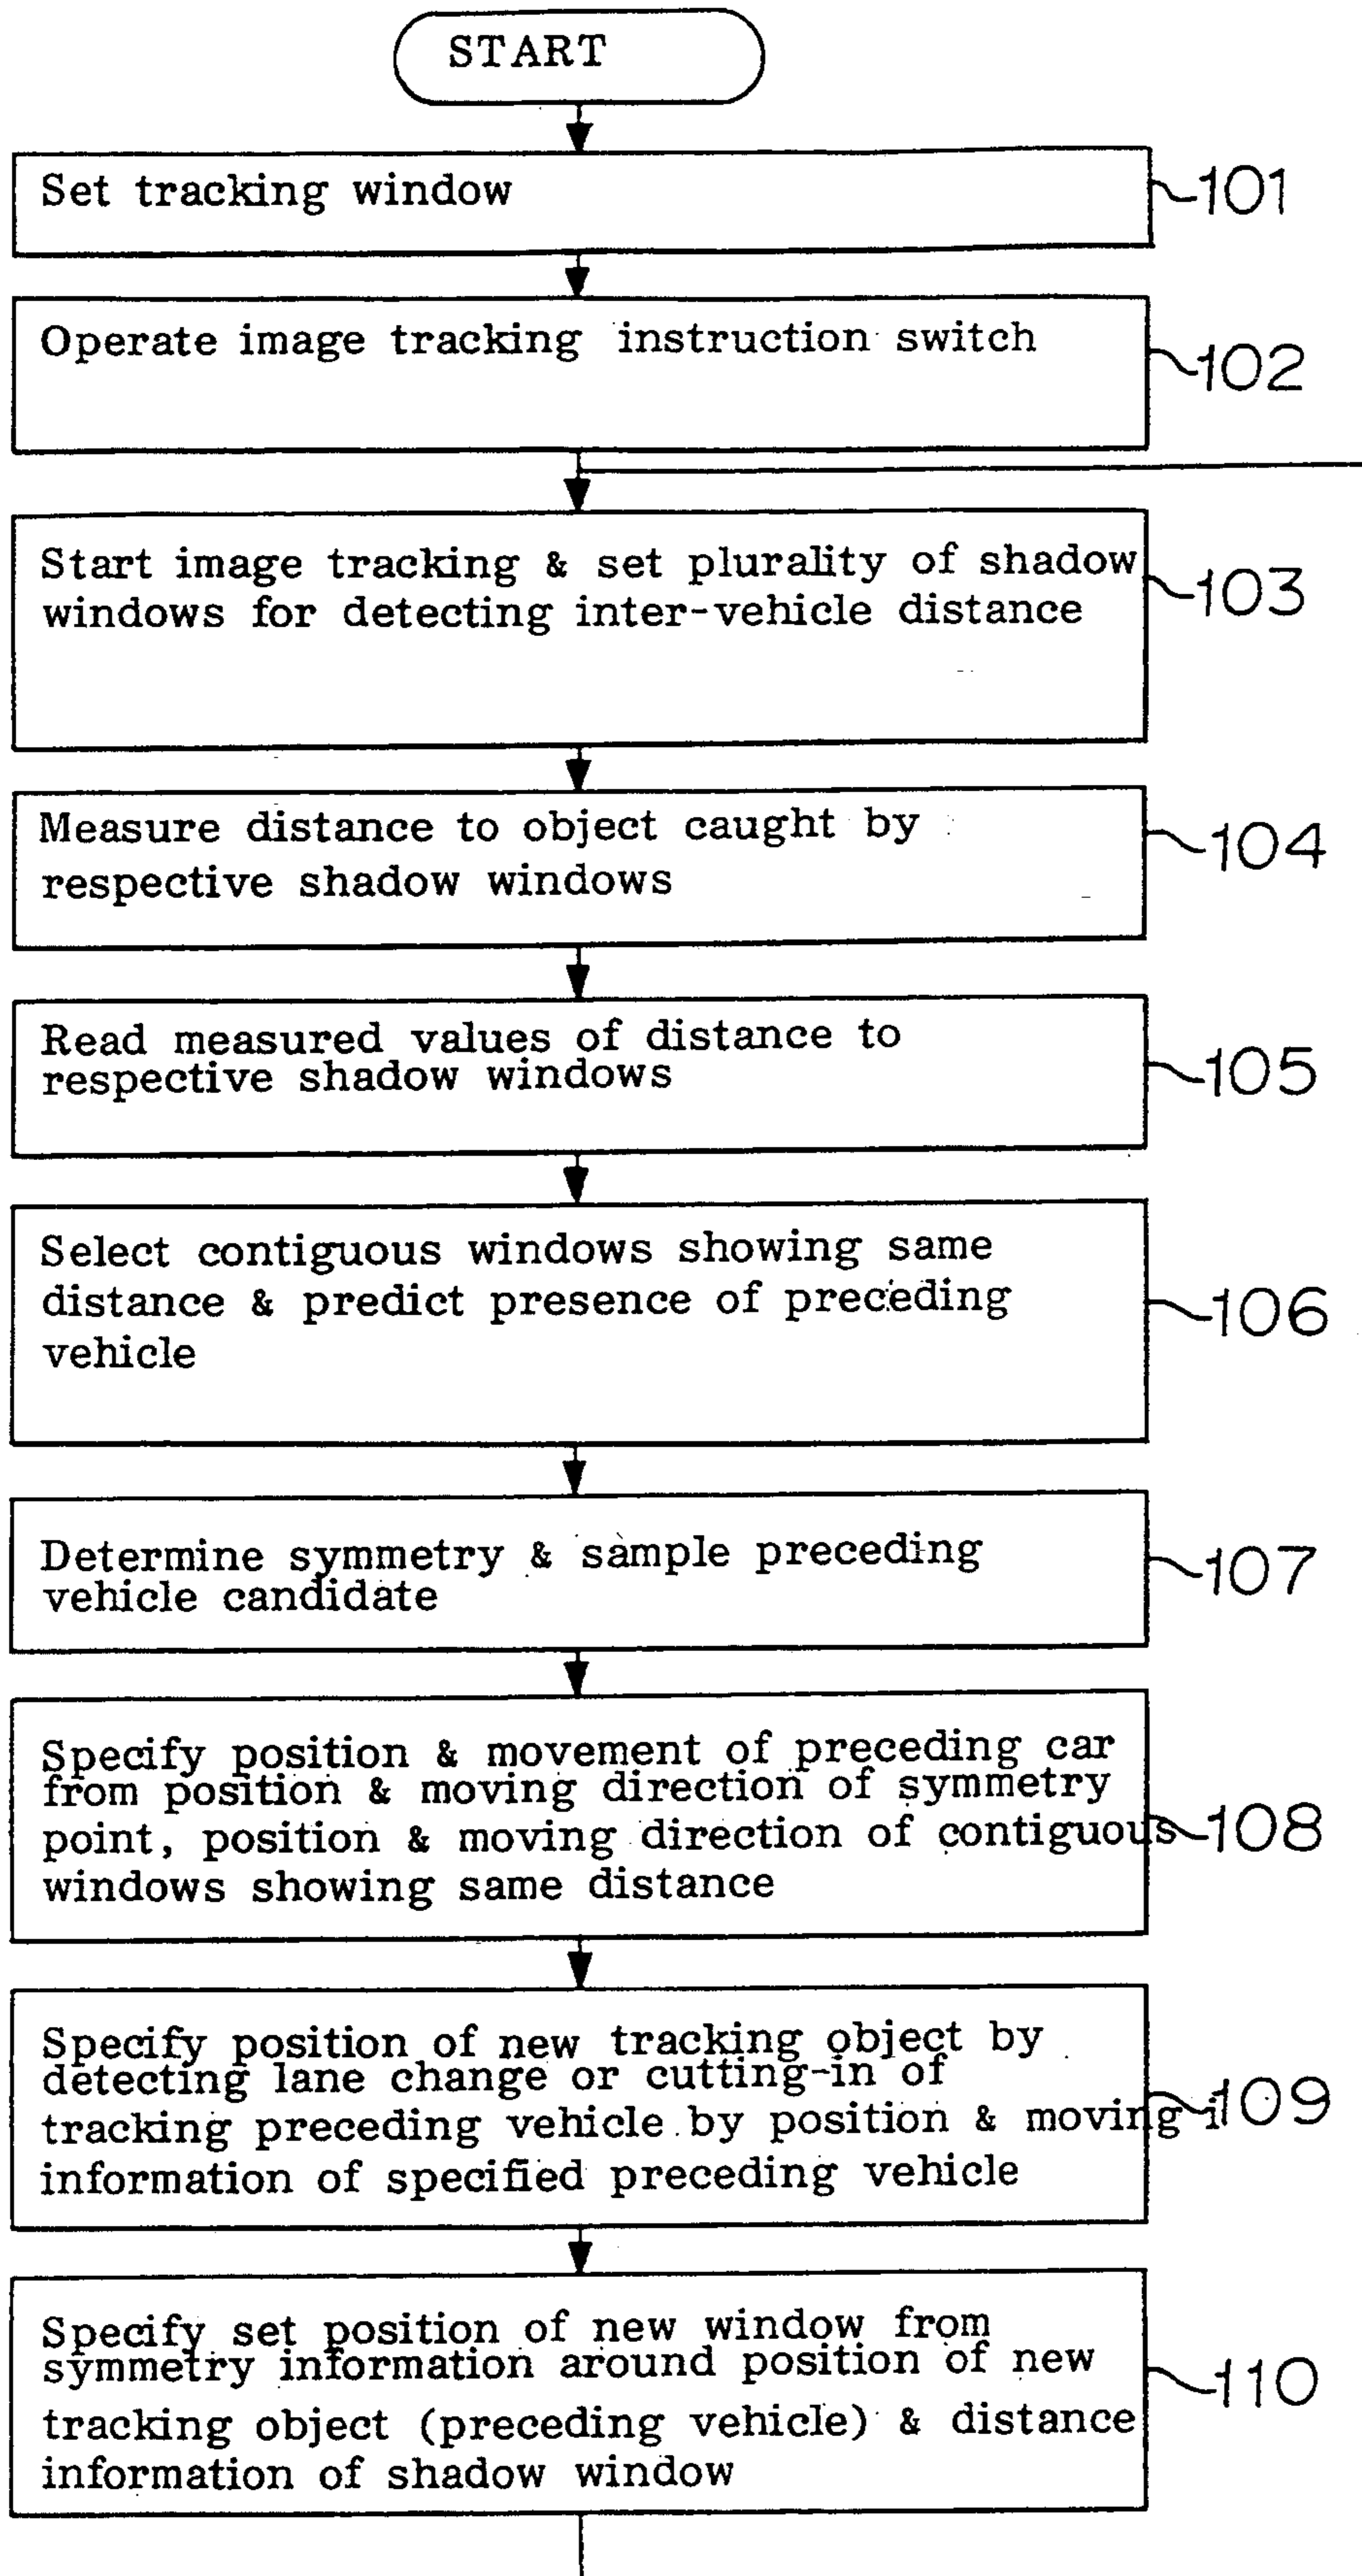 START
Set tracking window
101
Operate image tracking instruction switch
102
Start image tracking & set plurality of shadow
windows for detecting inter-vehicle distance
103
Measure distance to object caught by
respective shadow windows
104
Read measured values of distance to
respective shadow windows
105
Select contiguous windows showing same
distance & predict presence of preceding
vehicle
106
Determine symmetry & sample preceding
vehicle candidate
107
Specify position & movement of preceding car
from position & moving direction of symmetry
point, position & moving direction of contiguous
windows showing same distance
108
Specify position of new tracking object by
detecting lane change or cutting-in of
tracking preceding vehicle by position & moving i
information of specified preceding vehicle
109
Specify set position of new window from
symmetry information around position of new
tracking object (preceding vehicle) & distance
information of shadow window
110